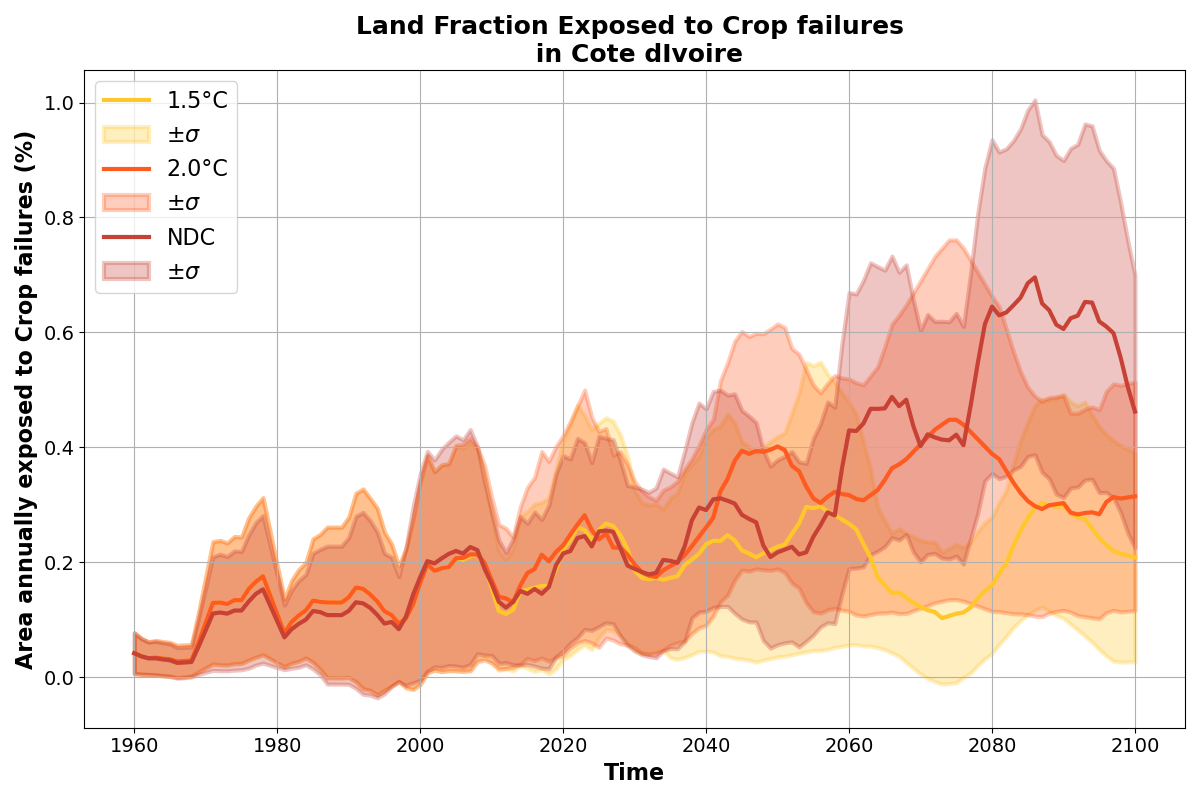 Land Fraction Exposed to Crop failures
in Cote dIvoire
Area annually exposed to Crop failures (%)
1.0
0.8
0.6
0.4
0.2
0.0
1.5°C
±σ
2.0°C
±σ
NDC
±σ
1960 1980 2000 2020 2040 2060 2080 2100
Time